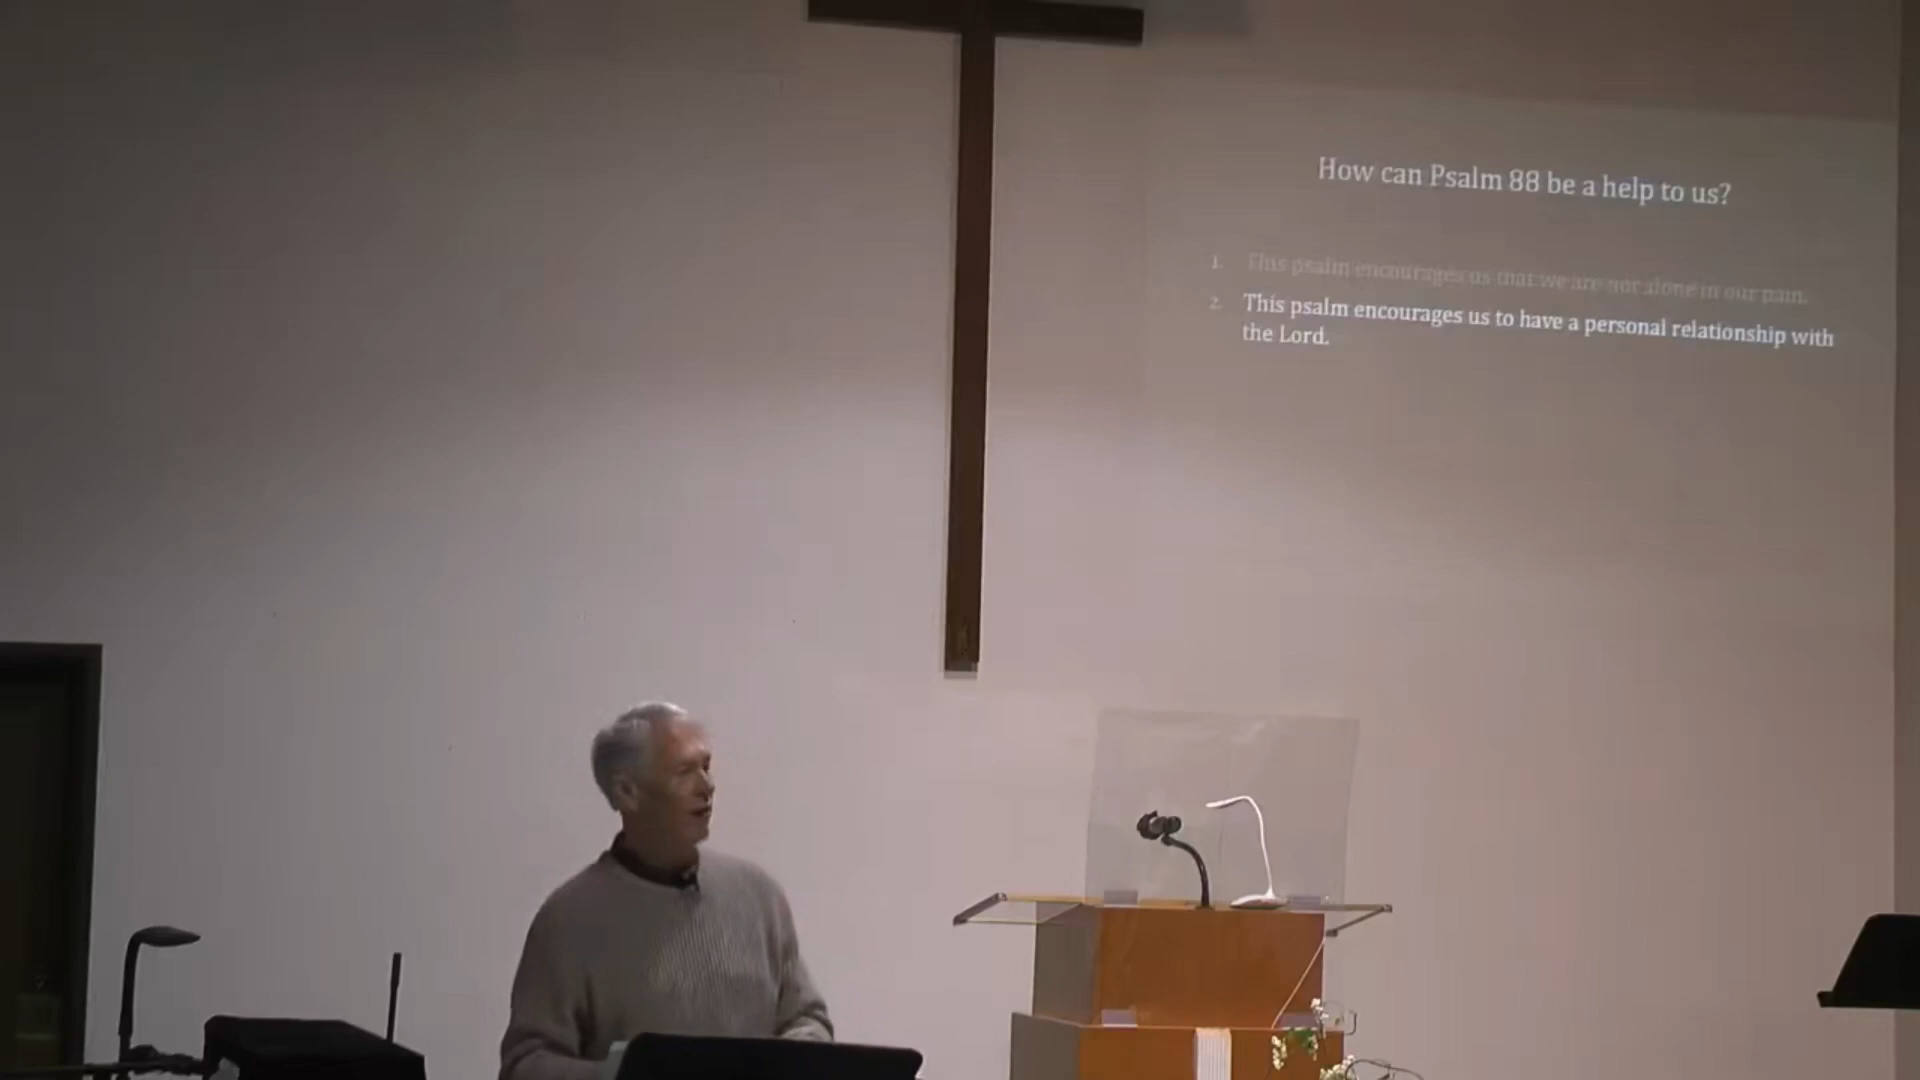 How can Psalm 88 be a help to us?
1. This psalm encourages us that we are not alone in our pain.
2. This psalm encourages us to have a personal relationship with
the Lord.